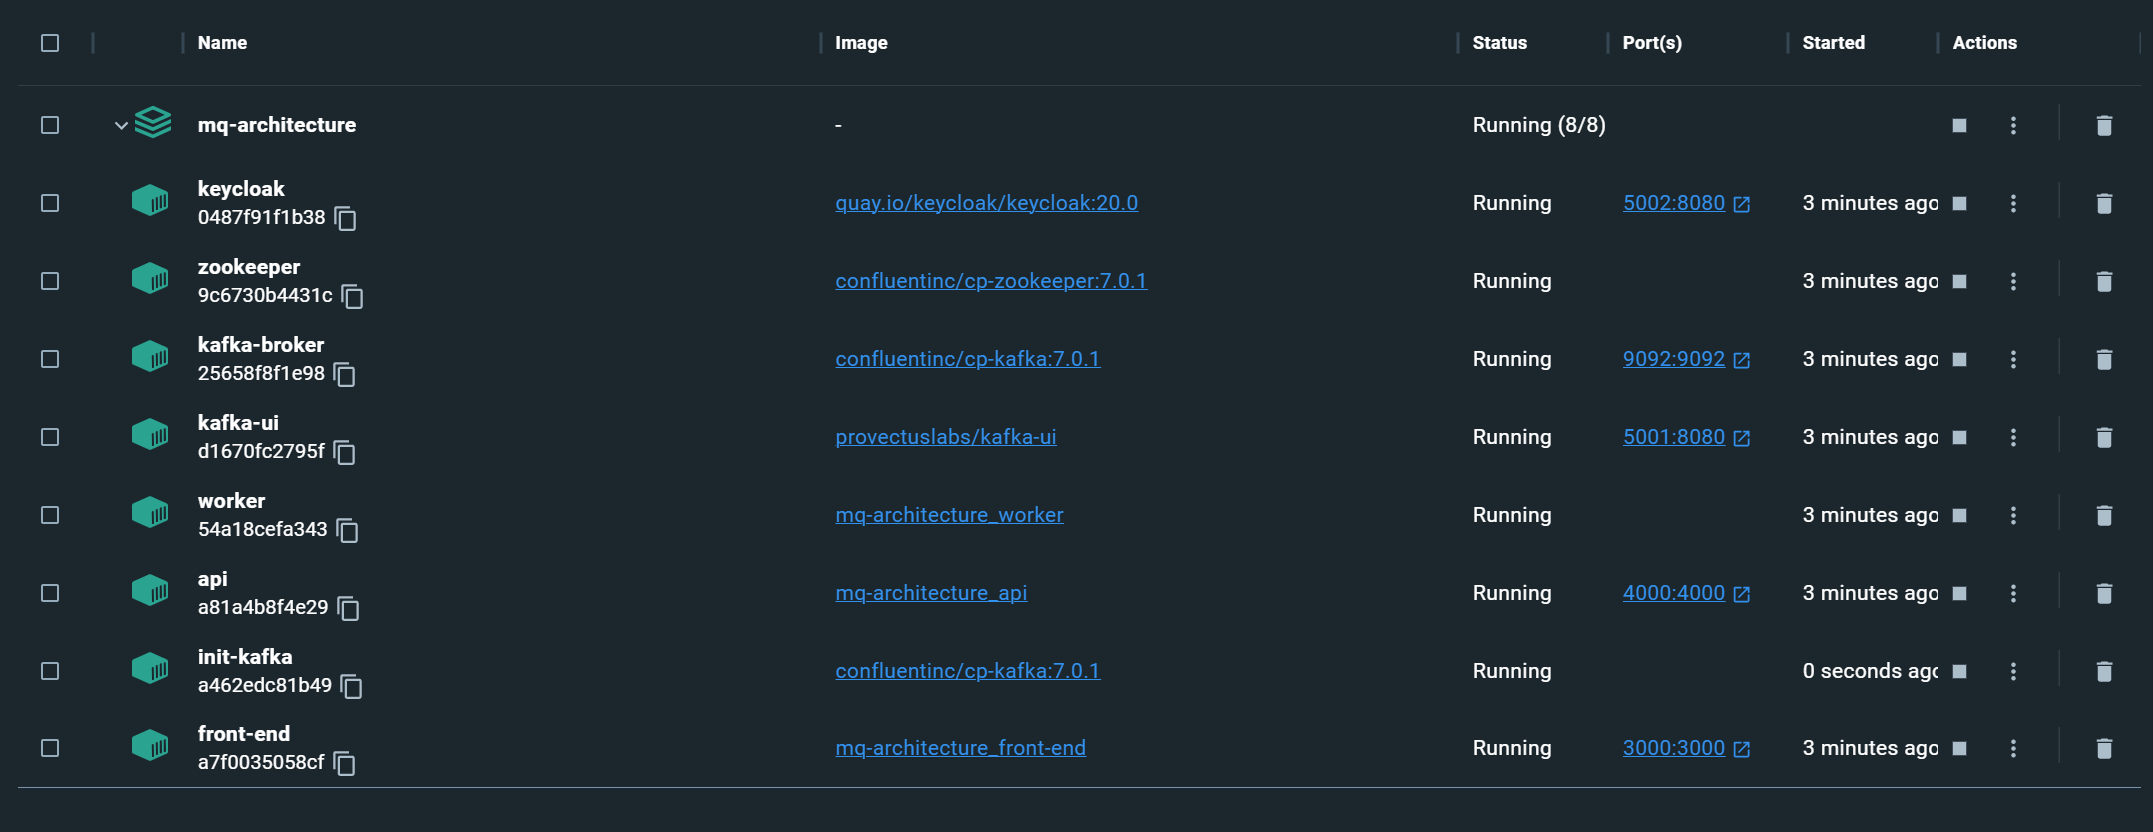 Name Image Status Port(s) Started Actions
mq-architecture - Running (8/8)
keycloak
0487f91f1b38 quay.io/keycloak/keycloak:20.0 Running 5002:8080 3 minutes ago
zookeeper
9c6730b4431c confluentinc/cp-zookeeper:7.0.1 Running 3 minutes ago
kafka-broker
25658f8f1e98 confluentinc/cp-kafka:7.0.1 Running 9092:9092 3 minutes ago
kafka-ui
d1670fc2795f provectuslabs/kafka-ui Running 5001:8080 3 minutes ago
worker
54a18cefa343 mq-architecture_worker Running 3 minutes ago
api
a81a4b8f4e29 mq-architecture_api Running 4000:4000 3 minutes ago
init-kafka
a462edc81b49 confluentinc/cp-kafka:7.0.1 Running 0 seconds ago
front-end
a7f0035058cf mq-architecture_front-end Running 3000:3000 3 minutes ago